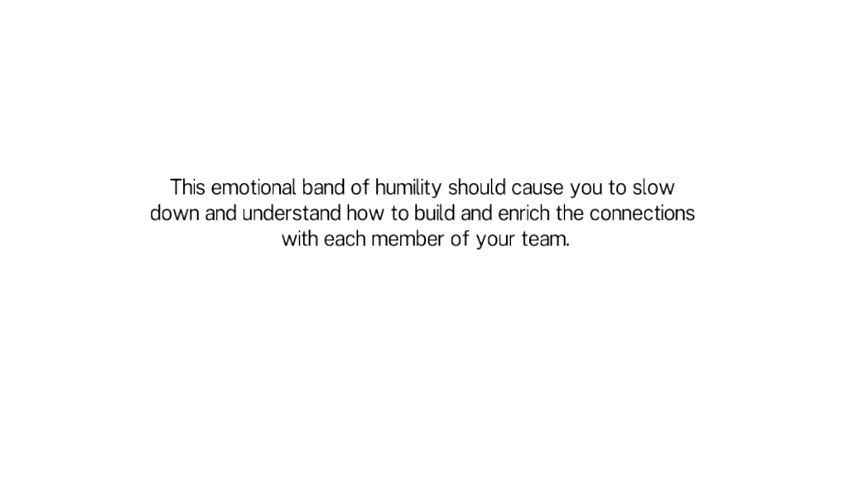 This emotional band of humility should cause you to slow
down and understand how to build and enrich the connections
with each member of your team.